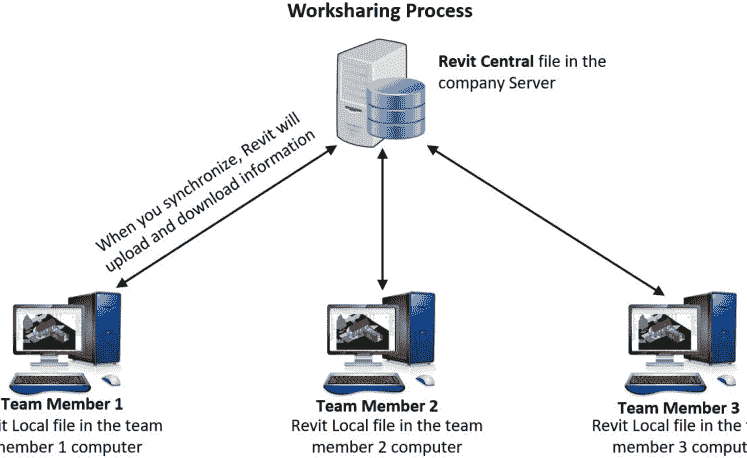 Worksharing Process
Revit Central file in the
company Server
When you synchronize, Revit will
upload and download information
Team Member 1
it Local file in the team
member 1 computer
Team Member 2
Revit Local file in the team
member 2 computer
Team Member 3
Revit Local file in the
member 3